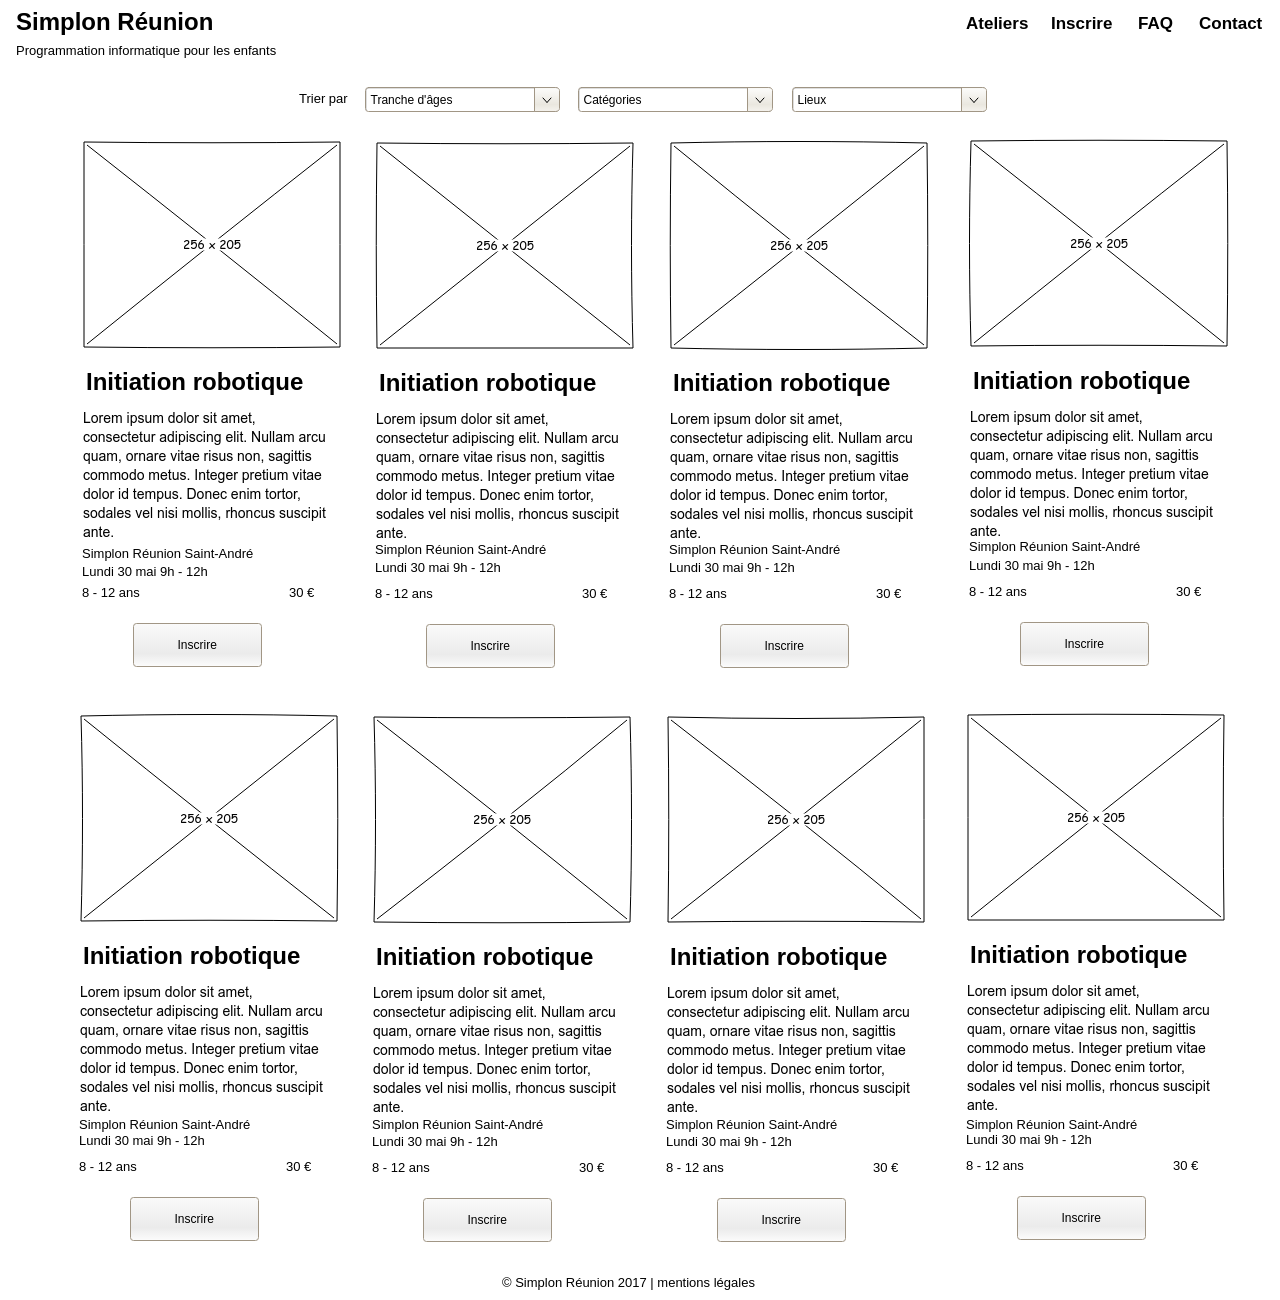 Simplon Réunion
Ateliers Inscrire FAQ Contact
Programmation informatique pour les enfants
Trier par Tranche d'âges Catégories Lieux
256 x 205
Initiation robotique
Lorem ipsum dolor sit amet,
consectetur adipiscing elit. Nullam arcu
quam, ornare vitae risus non, sagittis
commodo metus. Integer pretium vitae
dolor id tempus. Donec enim tortor,
sodales vel nisi mollis, rhoncus suscipit
ante.
Simplon Réunion Saint-André
Lundi 30 mai 9h - 12h
8 - 12 ans 30 €
Inscrire
256 x 205
Initiation robotique
Lorem ipsum dolor sit amet,
consectetur adipiscing elit. Nullam arcu
quam, ornare vitae risus non, sagittis
commodo metus. Integer pretium vitae
dolor id tempus. Donec enim tortor,
sodales vel nisi mollis, rhoncus suscipit
ante.
Simplon Réunion Saint-André
Lundi 30 mai 9h - 12h
8 - 12 ans 30 €
Inscrire
256 x 205
Initiation robotique
Lorem ipsum dolor sit amet,
consectetur adipiscing elit. Nullam arcu
quam, ornare vitae risus non, sagittis
commodo metus. Integer pretium vitae
dolor id tempus. Donec enim tortor,
sodales vel nisi mollis, rhoncus suscipit
ante.
Simplon Réunion Saint-André
Lundi 30 mai 9h - 12h
8 - 12 ans 30 €
Inscrire
256 x 205
Initiation robotique
Lorem ipsum dolor sit amet,
consectetur adipiscing elit. Nullam arcu
quam, ornare vitae risus non, sagittis
commodo metus. Integer pretium vitae
dolor id tempus. Donec enim tortor,
sodales vel nisi mollis, rhoncus suscipit
ante.
Simplon Réunion Saint-André
Lundi 30 mai 9h - 12h
8 - 12 ans 30 €
Inscrire
256 x 205
Initiation robotique
Lorem ipsum dolor sit amet,
consectetur adipiscing elit. Nullam arcu
quam, ornare vitae risus non, sagittis
commodo metus. Integer pretium vitae
dolor id tempus. Donec enim tortor,
sodales vel nisi mollis, rhoncus suscipit
ante.
Simplon Réunion Saint-André
Lundi 30 mai 9h - 12h
8 - 12 ans 30 €
Inscrire
256 x 205
Initiation robotique
Lorem ipsum dolor sit amet,
consectetur adipiscing elit. Nullam arcu
quam, ornare vitae risus non, sagittis
commodo metus. Integer pretium vitae
dolor id tempus. Donec enim tortor,
sodales vel nisi mollis, rhoncus suscipit
ante.
Simplon Réunion Saint-André
Lundi 30 mai 9h - 12h
8 - 12 ans 30 €
Inscrire
256 x 205
Initiation robotique
Lorem ipsum dolor sit amet,
consectetur adipiscing elit. Nullam arcu
quam, ornare vitae risus non, sagittis
commodo metus. Integer pretium vitae
dolor id tempus. Donec enim tortor,
sodales vel nisi mollis, rhoncus suscipit
ante.
Simplon Réunion Saint-André
Lundi 30 mai 9h - 12h
8 - 12 ans 30 €
Inscrire
256 x 205
Initiation robotique
Lorem ipsum dolor sit amet,
consectetur adipiscing elit. Nullam arcu
quam, ornare vitae risus non, sagittis
commodo metus. Integer pretium vitae
dolor id tempus. Donec enim tortor,
sodales vel nisi mollis, rhoncus suscipit
ante.
Simplon Réunion Saint-André
Lundi 30 mai 9h - 12h
8 - 12 ans 30 €
Inscrire
© Simplon Réunion 2017 | mentions légales